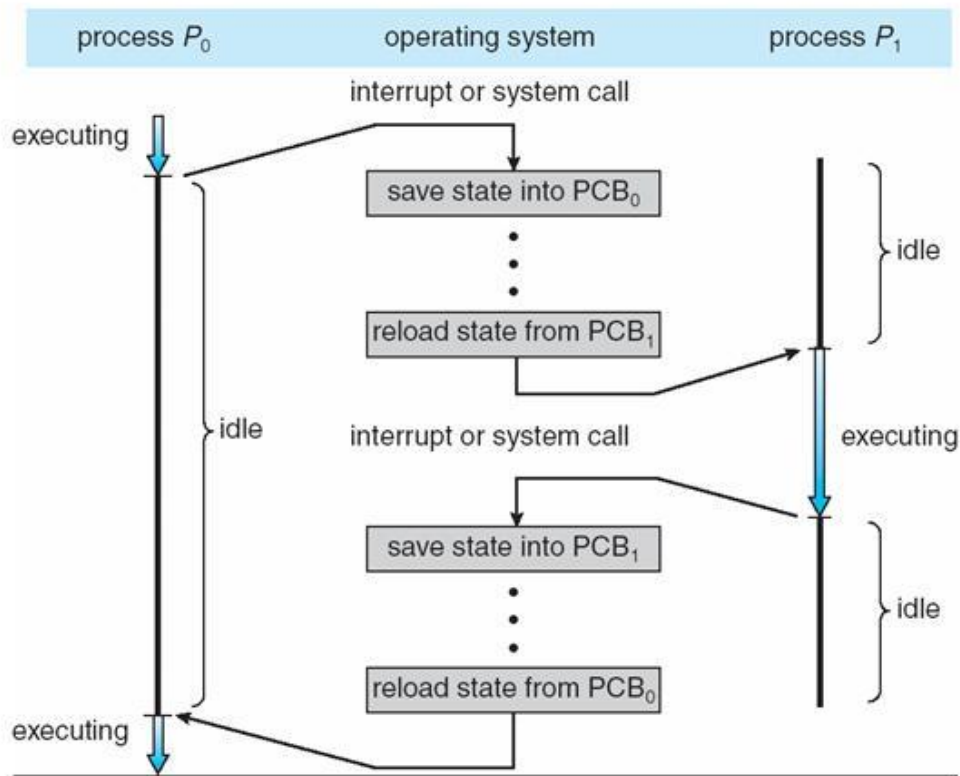 process P₀ operating system process P₁
interrupt or system call
executing
save state into PCB₀
idle
reload state from PCB₁
idle
interrupt or system call
executing
save state into PCB₁
idle
reload state from PCB₀
executing